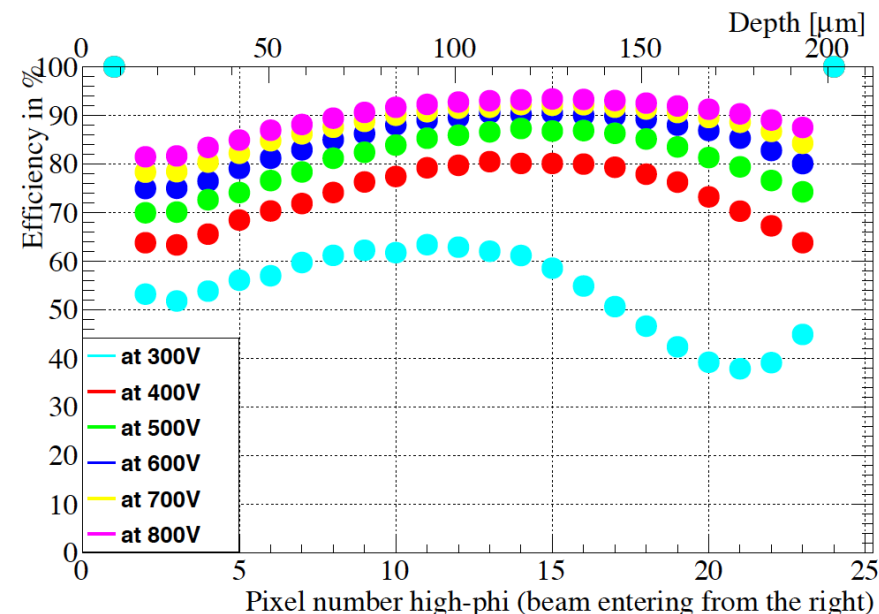 Depth [μm]
0 50 100 150 200
Efficiency in %
100
90
80
70
60
50
40
30
20
10
0
at 300V
at 400V
at 500V
at 600V
at 700V
at 800V
0 5 10 15 20 25
Pixel number high-phi (beam entering from the right)